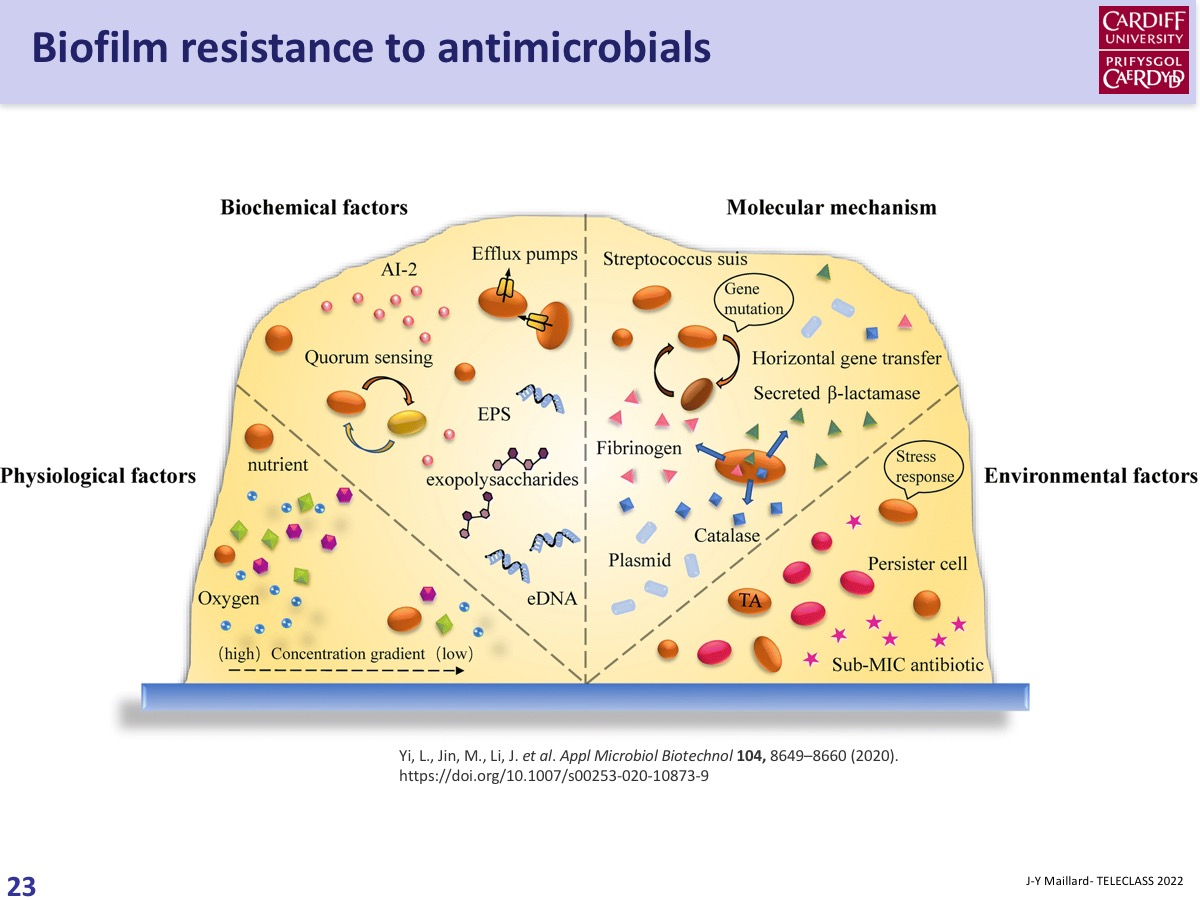 Biofilm resistance to antimicrobials
CARDIFF
UNIVERSITY
PRIFYSGOL
CAERDYDD
Biochemical factors
Molecular mechanism
Efflux pumps
Streptococcus suis
AI-2
Gene
mutation
Quorum sensing
Horizontal gene transfer
Secreted β-lactamase
EPS
Fibrinogen
Stress
response
Physiological factors
nutrient
exopolysaccharides
Environmental factors
Catalase
Plasmid
Persister cell
Oxygen
eDNA
TA
(high) Concentration gradient (low)
Sub-MIC antibiotic
Yi, L., Jin, M., Li, J. et al. Appl Microbiol Biotechnol 104, 8649–8660 (2020).
https://doi.org/10.1007/s00253-020-10873-9
23
J-Y Maillard- TELECLASS 2022